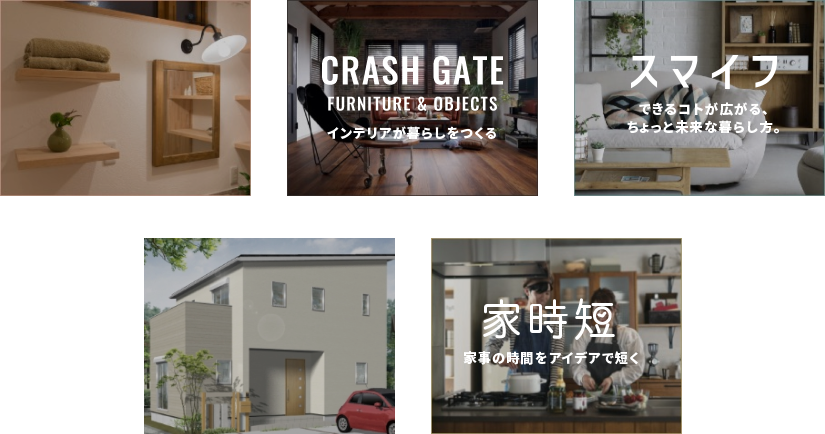 CRASH GATE
FURNITURE & OBJECTS
インテリアが暮らしをつくる
スマイフ
できるコトが広がる、
ちょっと未来な暮らし方。
家時短
家事の時間をアイデアで短く